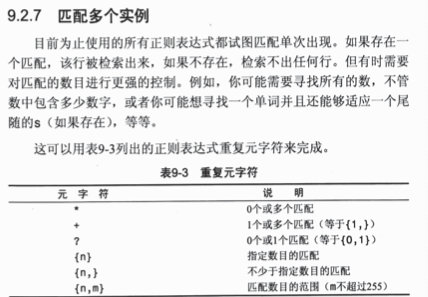 9.2.7 匹配多个实例
目前为止使用的所有正则表达式都试图匹配单次出现。如果存在一
个匹配，该行被检索出来，如果不存在，检索不出任何行。但有时需要
对匹配的数目进行更强的控制。例如，你可能需要寻找所有的数，不管
数中包含多少数字，或者你可能想寻找一个单词并且还能够适应一个尾
随的s（如果存在），等等。
这可以用表9-3列出的正则表达式重复元字符来完成。
表9-3 重复元字符
元 字 符 说 明
* 0个或多个匹配
+ 1个或多个匹配（等于{1,}）
? 0个或1个匹配（等于{0,1}）
{n} 指定数目的匹配
{n,} 不少于指定数目的匹配
{n,m} 匹配数目的范围（m不超过255）